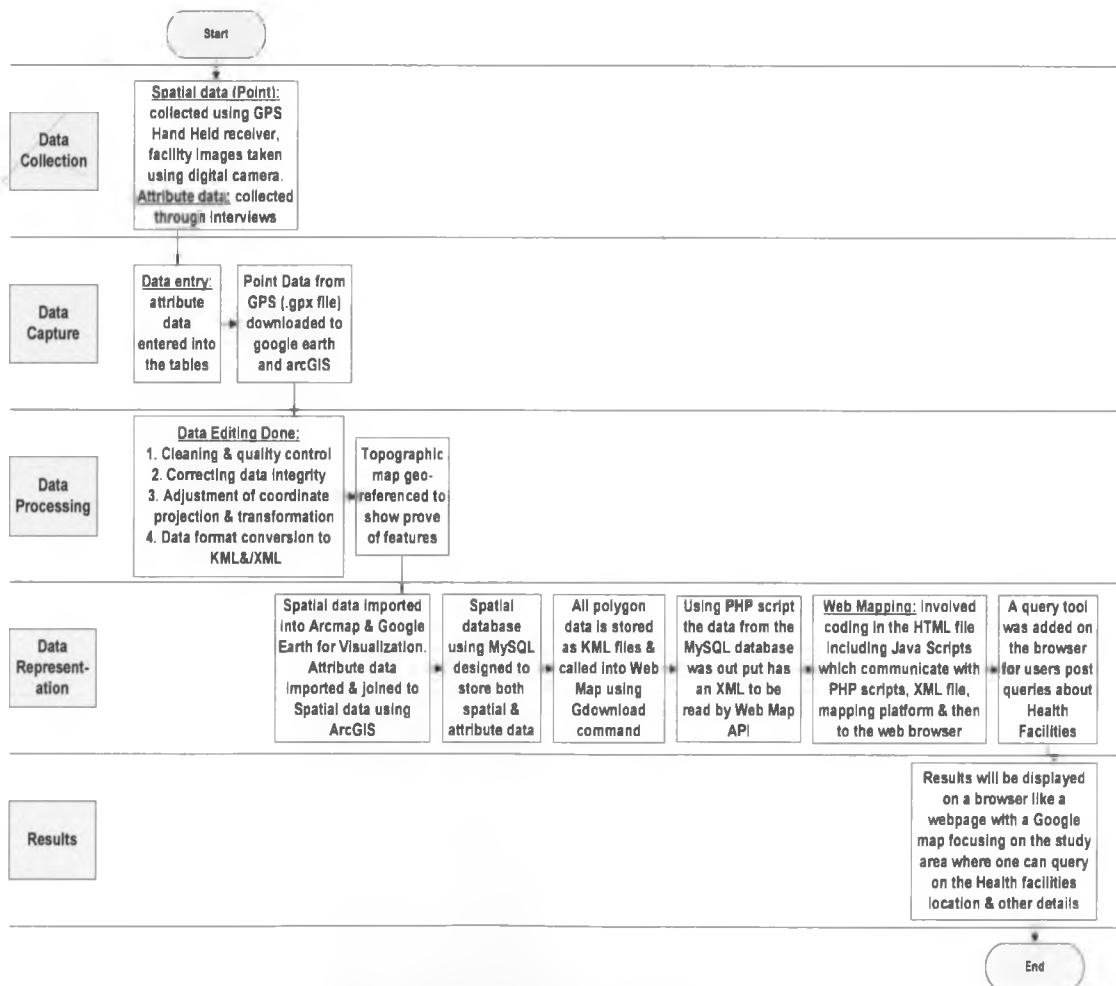 Start
Data
Collection
Spatial data (Point):
collected using GPS
Hand Held receiver,
facility images taken
using digital camera.
Attribute data: collected
through interviews
Data
Capture
Data entry:
attribute
data
entered into
the tables
Point Data from
GPS (.gpx file)
downloaded to
google earth
and arcGIS
Data
Processing
Data Editing Done:
1. Cleaning & quality control
2. Correcting data integrity
3. Adjustment of coordinate
projection & transformation
4. Data format conversion to
KML&/XML
Topographic
map geo-
referenced to
show prove
of features
Data
Represent-
ation
Spatial data imported
into Arcmap & Google
Earth for Visualization.
Attribute data
imported & joined to
Spatial data using
ArcGIS
Spatial
database
using MySQL
designed to
store both
spatial &
attribute data
All polygon
data is stored
as KML files &
called into Web
Map using
Gdownload
command
Using PHP script
the data from the
MySQL database
was out put has
an XML to be
read by Web Map
API
Web Mapping: involved
coding in the HTML file
including Java Scripts
which communicate with
PHP scripts, XML file,
mapping platform & then
to the web browser
A query tool
was added on
the browser
for users post
queries about
Health
Facilities
Results
Results will be displayed
on a browser like a
webpage with a Google
map focusing on the study
area where one can query
on the Health facilities
location & other details
End